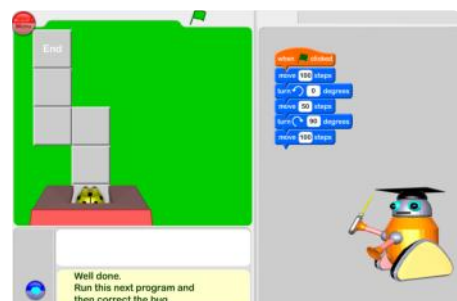 End
when clicked
move 100 steps
turn 0 degrees
move 50 steps
turn 90 degrees
move 100 steps
Well done.
Run this next program and
then correct the bug.